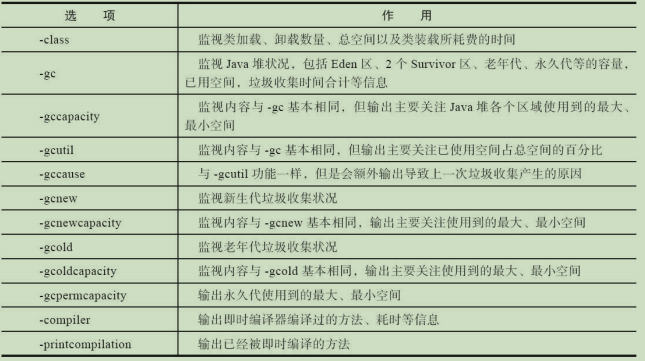 选 项 作 用
-class 监视类加载、卸载数量、总空间以及类装载所耗费的时间
-gc 监视 Java 堆状况，包括 Eden 区、2 个 Survivor 区、老年代、永久代等的容量，
已用空间，垃圾收集时间合计等信息
-gccapacity 监视内容与 -gc 基本相同，但输出主要关注 Java 堆各个区域使用到的最大、
最小空间
-gcutil 监视内容与 -gc 基本相同，但输出主要关注已使用空间占总空间的百分比
-gccause 与 -gcutil 功能一样，但是会额外输出导致上一次垃圾收集产生的原因
-gcnew 监视新生代垃圾收集状况
-gcnewcapacity 监视内容与 -gcnew 基本相同，输出主要关注使用到的最大、最小空间
-gcold 监视老年代垃圾收集状况
-gcoldcapacity 监视内容与 -gcold 基本相同，输出主要关注使用到的最大、最小空间
-gcpermcapacity 输出永久代使用到的最大、最小空间
-compiler 输出即时编译器编译过的方法、耗时等信息
-printcompilation 输出已经被即时编译的方法